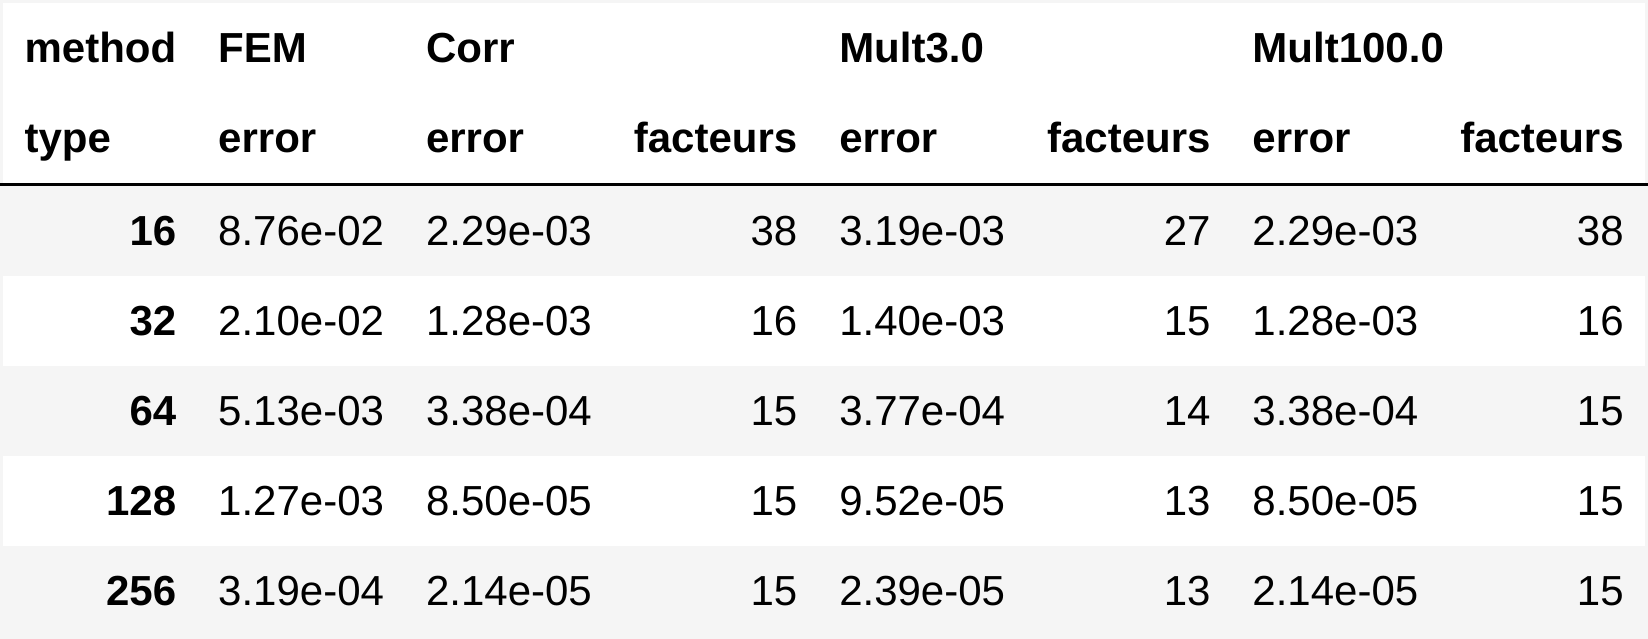 method FEM Corr Mult3.0 Mult100.0
type error error facteurs error facteurs error facteurs
16 8.76e-02 2.29e-03 38 3.19e-03 27 2.29e-03 38
32 2.10e-02 1.28e-03 16 1.40e-03 15 1.28e-03 16
64 5.13e-03 3.38e-04 15 3.77e-04 14 3.38e-04 15
128 1.27e-03 8.50e-05 15 9.52e-05 13 8.50e-05 15
256 3.19e-04 2.14e-05 15 2.39e-05 13 2.14e-05 15